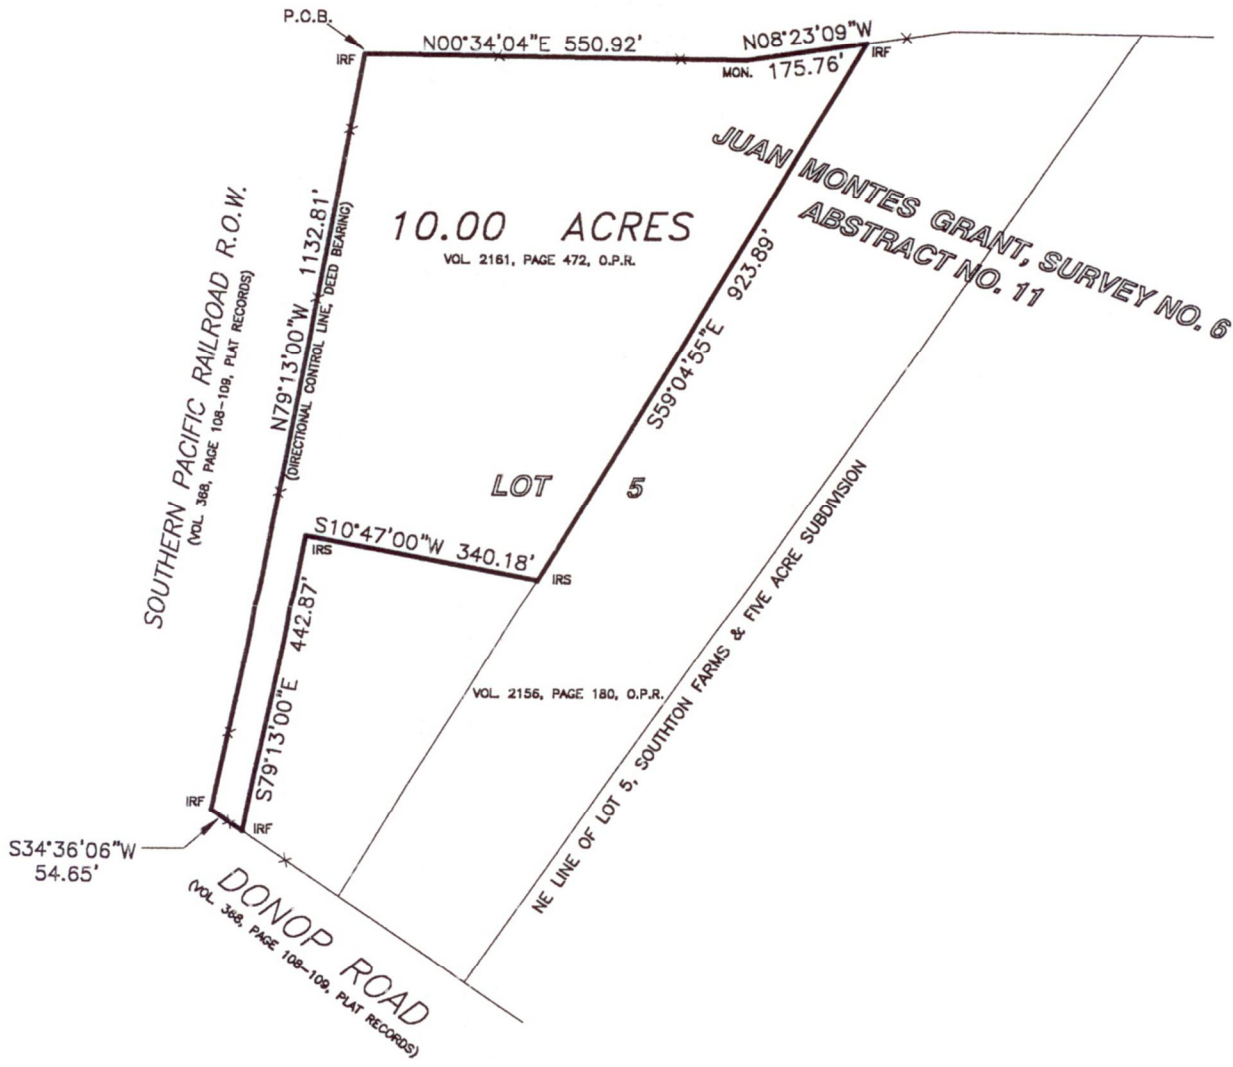 P.O.B.
IRF
N00°34'04"E 550.92'
N08°23'09"W
MON. 175.76'
IRF
JUAN MONTES GRANT, SURVEY NO. 6
ABSTRACT NO. 11
10.00 ACRES
VOL. 2161, PAGE 472, O.P.R.
SOUTHERN PACIFIC RAILROAD R.O.W.
(VOL. 368, PAGE 108-109, PLAT RECORDS)
N79°13'00"W 1132.81'
(DIRECTIONAL CONTROL LINE, DEED BEARING)
S59°04'55"E 923.89'
LOT 5
S10°47'00"W 340.18'
IRS
IRS
S79°13'00"E 442.87'
VOL. 2156, PAGE 180, O.P.R.
NE LINE OF LOT 5, SOUTHTON FARMS & FIVE ACRE SUBDIVISION
IRF
IRF
S34°36'06"W
54.65'
DONOP ROAD
(VOL. 368, PAGE 108-109, PLAT RECORDS)